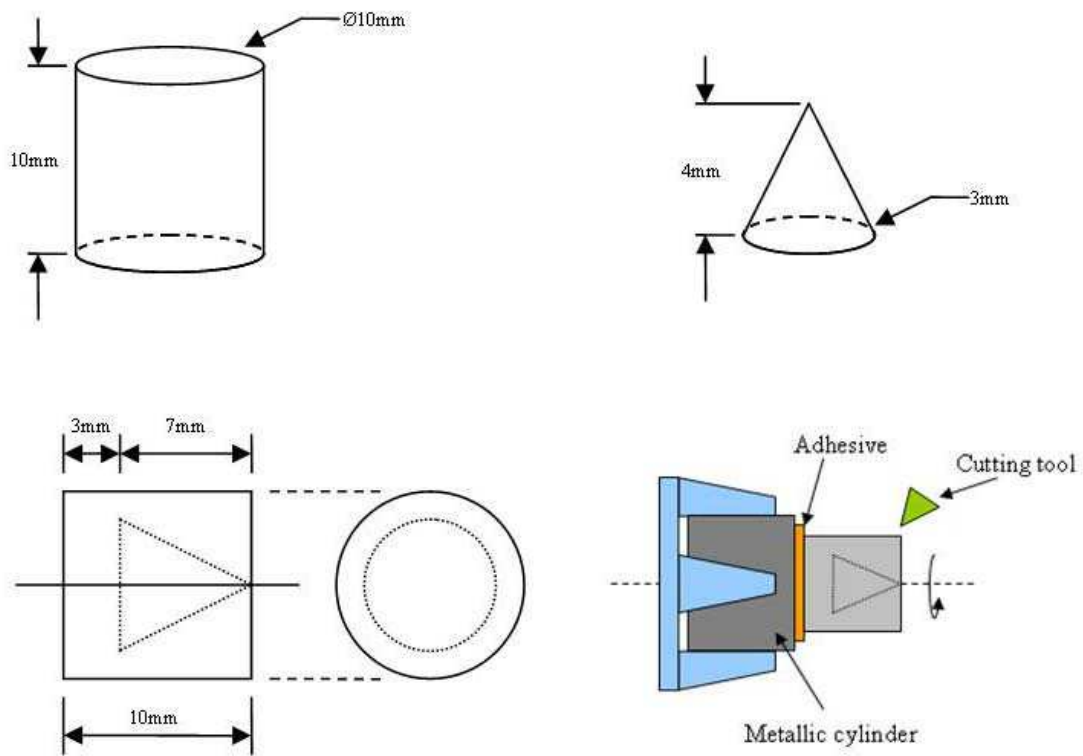 Ø10mm
10mm
4mm
3mm
3mm
7mm
10mm
Adhesive
Cutting tool
Metallic cylinder